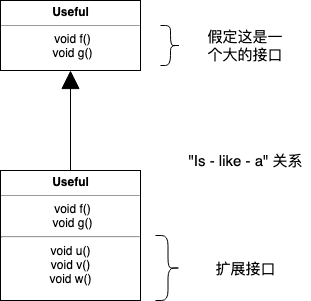 Useful
void f()
void g()
假定这是一
个大的接口
"Is - like - a" 关系
Useful
void f()
void g()
void u()
void v()
void w()
扩展接口